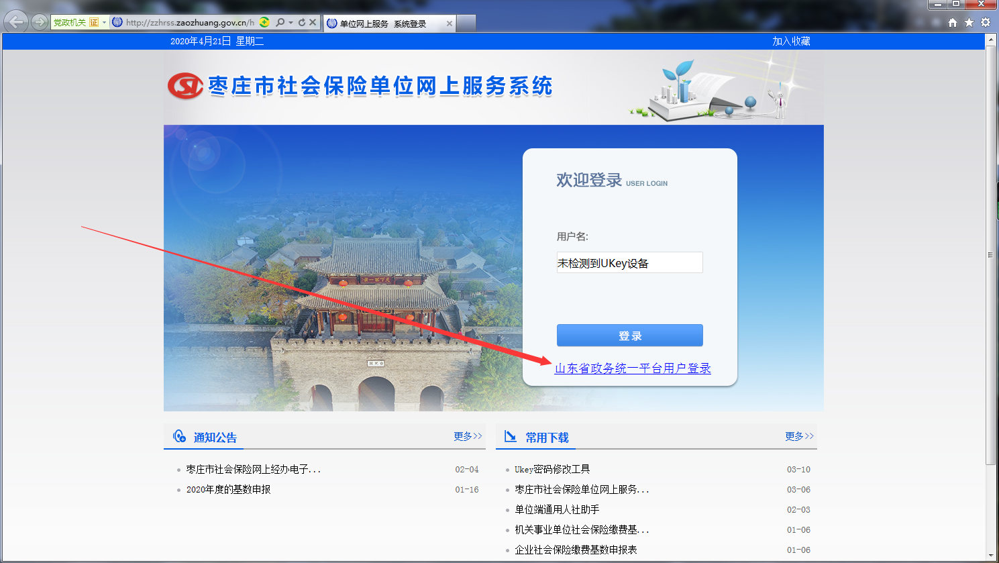 党政机关 证 http://zzhrss.zaozhuang.gov.cn/h 单位网上服务 系统登录
2020年4月21日 星期二 加入收藏
枣庄市社会保险单位网上服务系统
欢迎登录 USER LOGIN
用户名:
未检测到UKey设备
登录
山东省政务统一平台用户登录
通知公告 更多>>
枣庄市社会保险网上经办电子... 02-04
2020年度的基数申报 01-16
常用下载 更多>>
Ukey密码修改工具 03-10
枣庄市社会保险单位网上服务... 03-06
单位端通用人社助手 02-03
机关事业单位社会保险缴费基... 01-06
企业社会保险缴费基数申报表 01-06